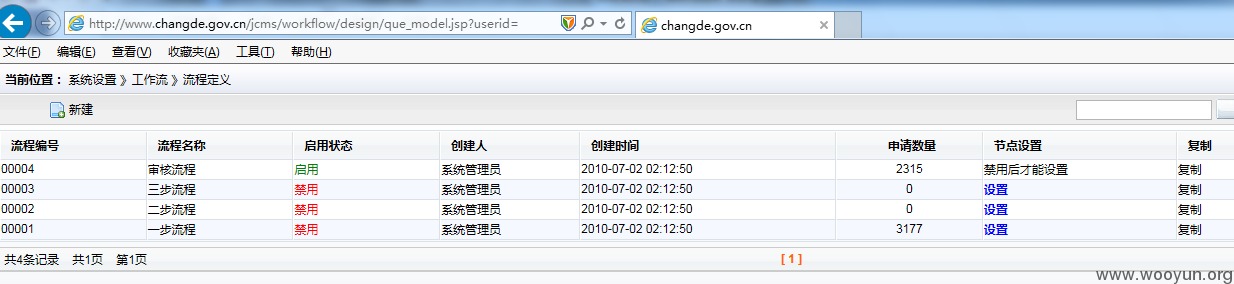 http://www.changde.gov.cn/jcms/workflow/design/que_model.jsp?userid= changde.gov.cn
文件(F) 编辑(E) 查看(V) 收藏夹(A) 工具(T) 帮助(H)
当前位置： 系统设置 》 工作流 》 流程定义
新建
流程编号 流程名称 启用状态 创建人 创建时间 申请数量 节点设置 复制
00004 审核流程 启用 系统管理员 2010-07-02 02:12:50 2315 禁用后才能设置 复制
00003 三步流程 禁用 系统管理员 2010-07-02 02:12:50 0 设置 复制
00002 二步流程 禁用 系统管理员 2010-07-02 02:12:50 0 设置 复制
00001 一步流程 禁用 系统管理员 2010-07-02 02:12:50 3177 设置 复制
共4条记录 共1页 第1页 [ 1 ]
www.wooyun.org